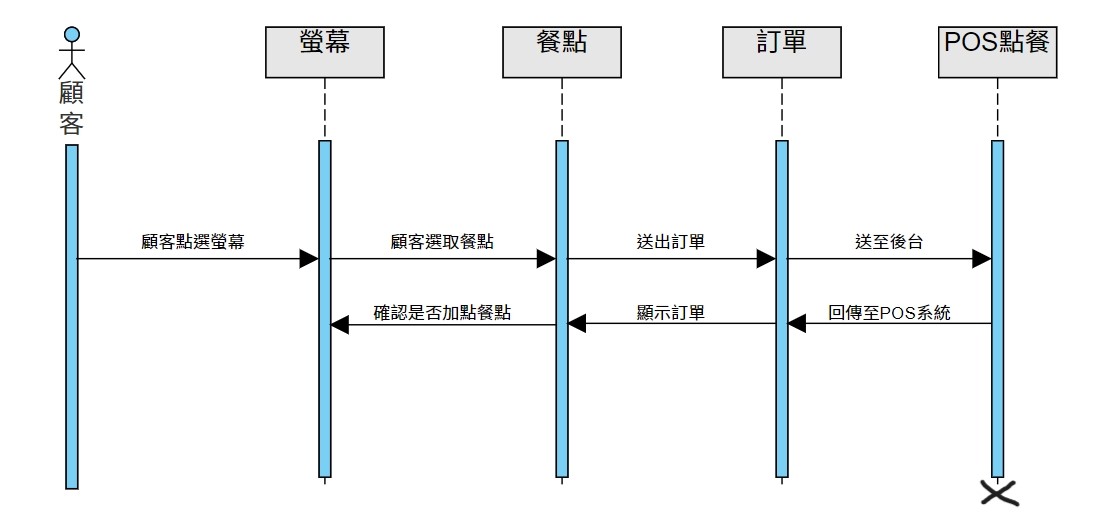 螢幕
餐點
訂單
POS點餐
顧
客
顧客點選螢幕
顧客選取餐點
送出訂單
送至後台
確認是否加點餐點
顯示訂單
回傳至POS系統